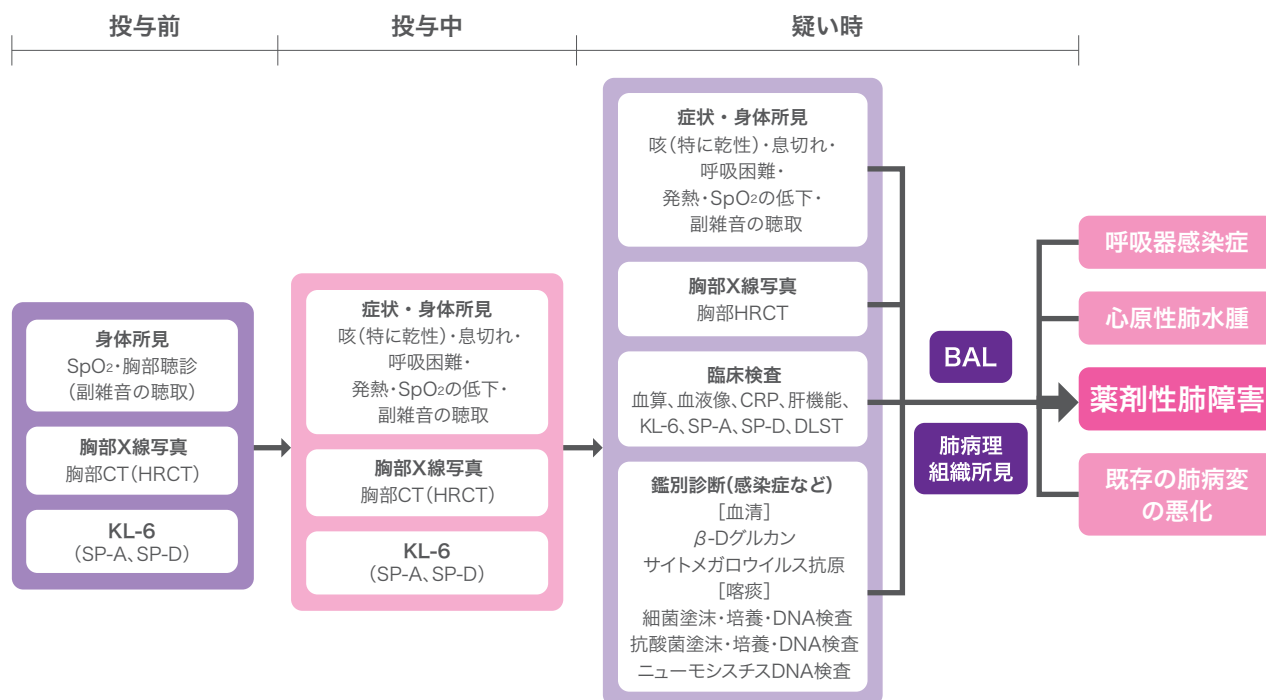 投与前
投与中
疑い時
身体所見
SpO2・胸部聴診
(副雑音の聴取)
胸部X線写真
胸部CT(HRCT)
KL-6
(SP-A、SP-D)
症状・身体所見
咳(特に乾性)・息切れ・
呼吸困難・
発熱・SpO2の低下・
副雑音の聴取
胸部X線写真
胸部CT(HRCT)
KL-6
(SP-A、SP-D)
症状・身体所見
咳(特に乾性)・息切れ・
呼吸困難・
発熱・SpO2の低下・
副雑音の聴取
胸部X線写真
胸部HRCT
臨床検査
血算、血液像、CRP、肝機能、
KL-6、SP-A、SP-D、DLST
鑑別診断(感染症など)
[血清]
β-Dグルカン
サイトメガロウイルス抗原
[喀痰]
細菌塗沫・培養・DNA検査
抗酸菌塗沫・培養・DNA検査
ニューモシスチスDNA検査
BAL
肺病理
組織所見
呼吸器感染症
心原性肺水腫
薬剤性肺障害
既存の肺病変
の悪化